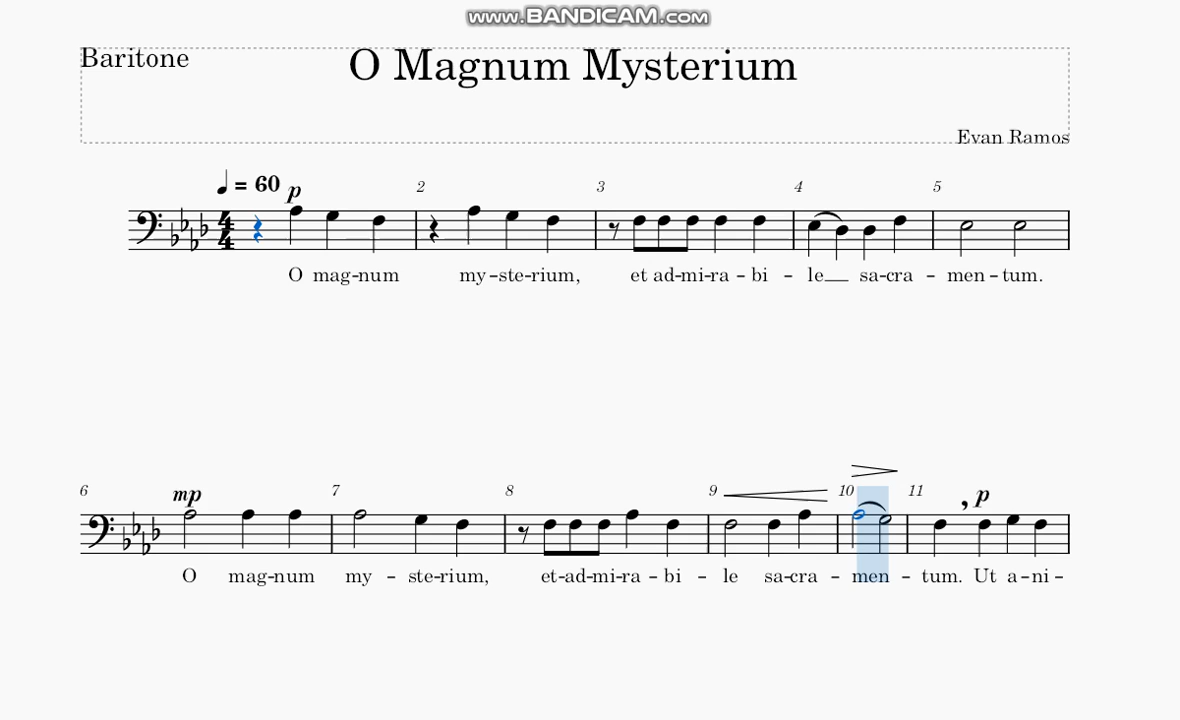 www.BANDICAM.com
Baritone
O Magnum Mysterium
Evan Ramos
= 60 p 2 3 4 5
O mag-num my-ste-rium, et ad-mi-ra-bi-le sa-cra-men-tum.
6 mp 7 8 9 10 11 p
O mag-num my-ste-rium, et-ad-mi-ra-bi-le sa-cra-men-tum. Ut a-ni-